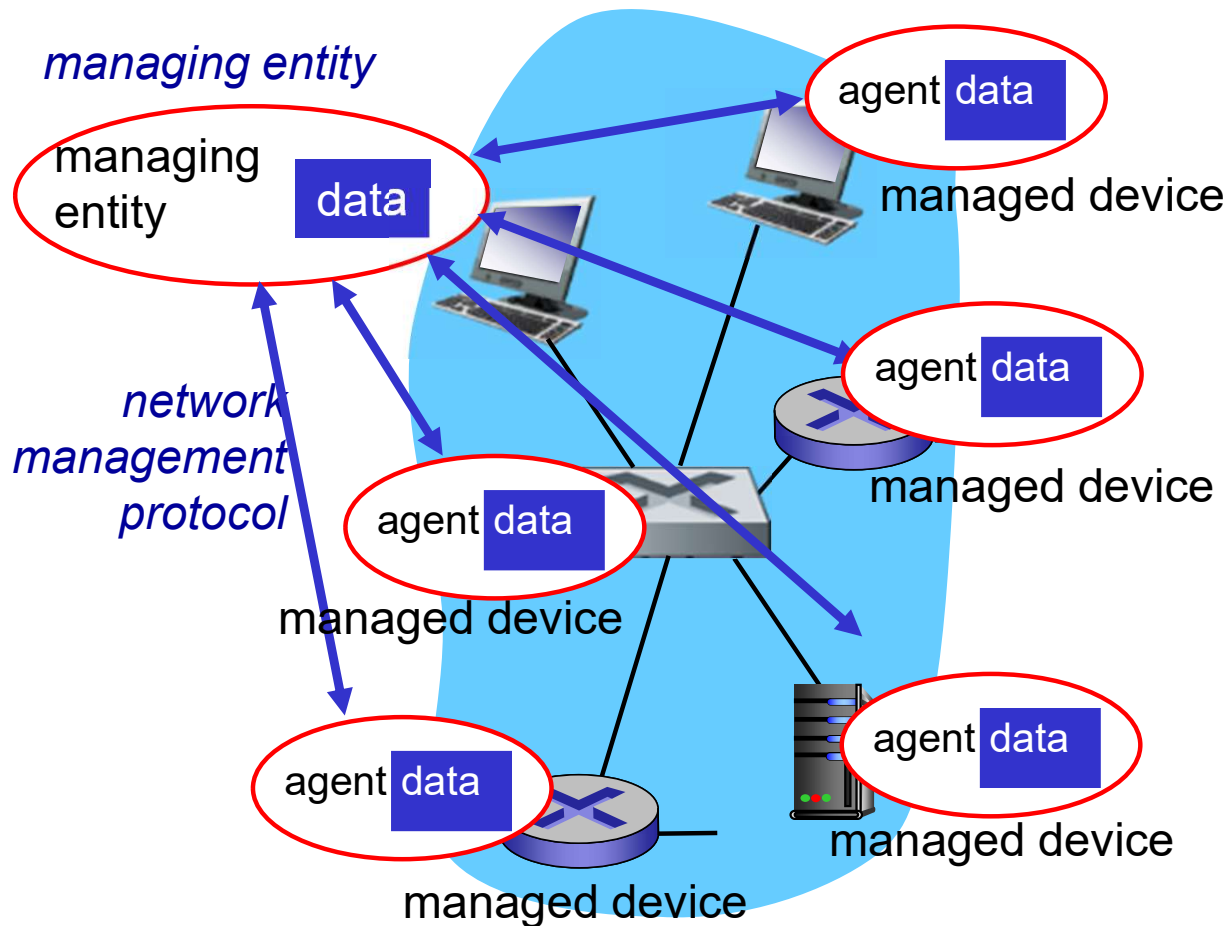 managing entity
managing
entity
data
agent data
managed device
agent data
managed device
network
management
protocol
agent data
managed device
agent data
managed device
agent data
managed device